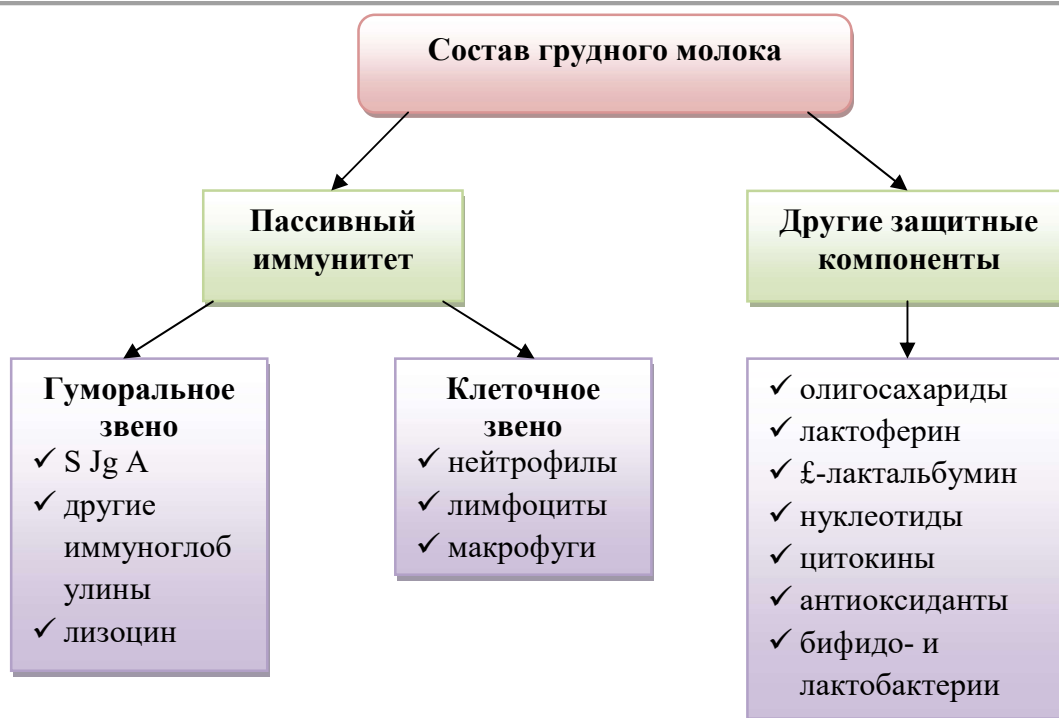 Состав грудного молока
Пассивный
иммунитет
Другие защитные
компоненты
Гуморальное
звено
✓ S Jg A
✓ другие
иммуноглоб
улины
✓ лизоцин
Клеточное
звено
✓ нейтрофилы
✓ лимфоциты
✓ макрофуги
✓ олигосахариды
✓ лактоферин
✓ £-лактальбумин
✓ нуклеотиды
✓ цитокины
✓ антиоксиданты
✓ бифидо- и
лактобактерии